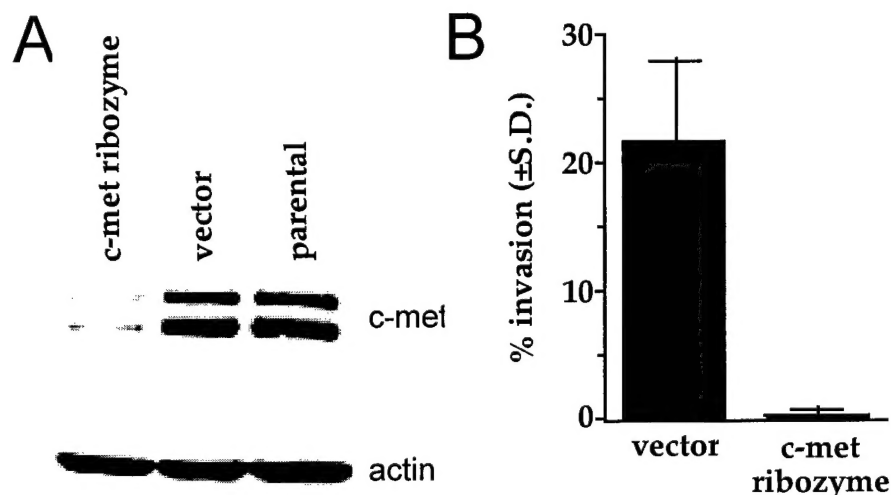 A
c-met ribozyme
vector
parental
c-met
actin
B
% invasion (±S.D.)
30
20
10
0
vector
c-met
ribozyme